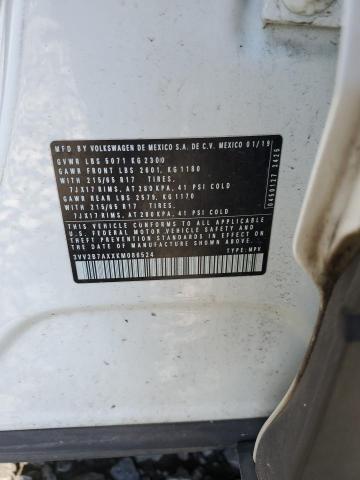 MFD BY VOLKSWAGEN DE MEXICO S.A. DE C.V. MEXICO 01/19
GVWR LBS 5071 KG 2300
GAWR FRONT LBS 2601, KG 1180
WITH 215/65 R17 TIRES.
7JX17 RIMS, AT 280 KPA, 41 PSI COLD
GAWR REAR LBS 2579, KG 1170
WITH 215/65 R17 TIRES,
7JX17 RIMS, AT 280 KPA, 41 PSI COLD
THIS VEHICLE CONFORMS TO ALL APPLICABLE
U.S. FEDERAL MOTOR VEHICLE SAFETY AND
THEFT PREVENTION STANDARDS IN EFFECT ON
THE DATE OF MANUFACTURE SHOWN ABOVE.
3VV2B7AXXKM086524 TYPE: MPV
0450127 2425